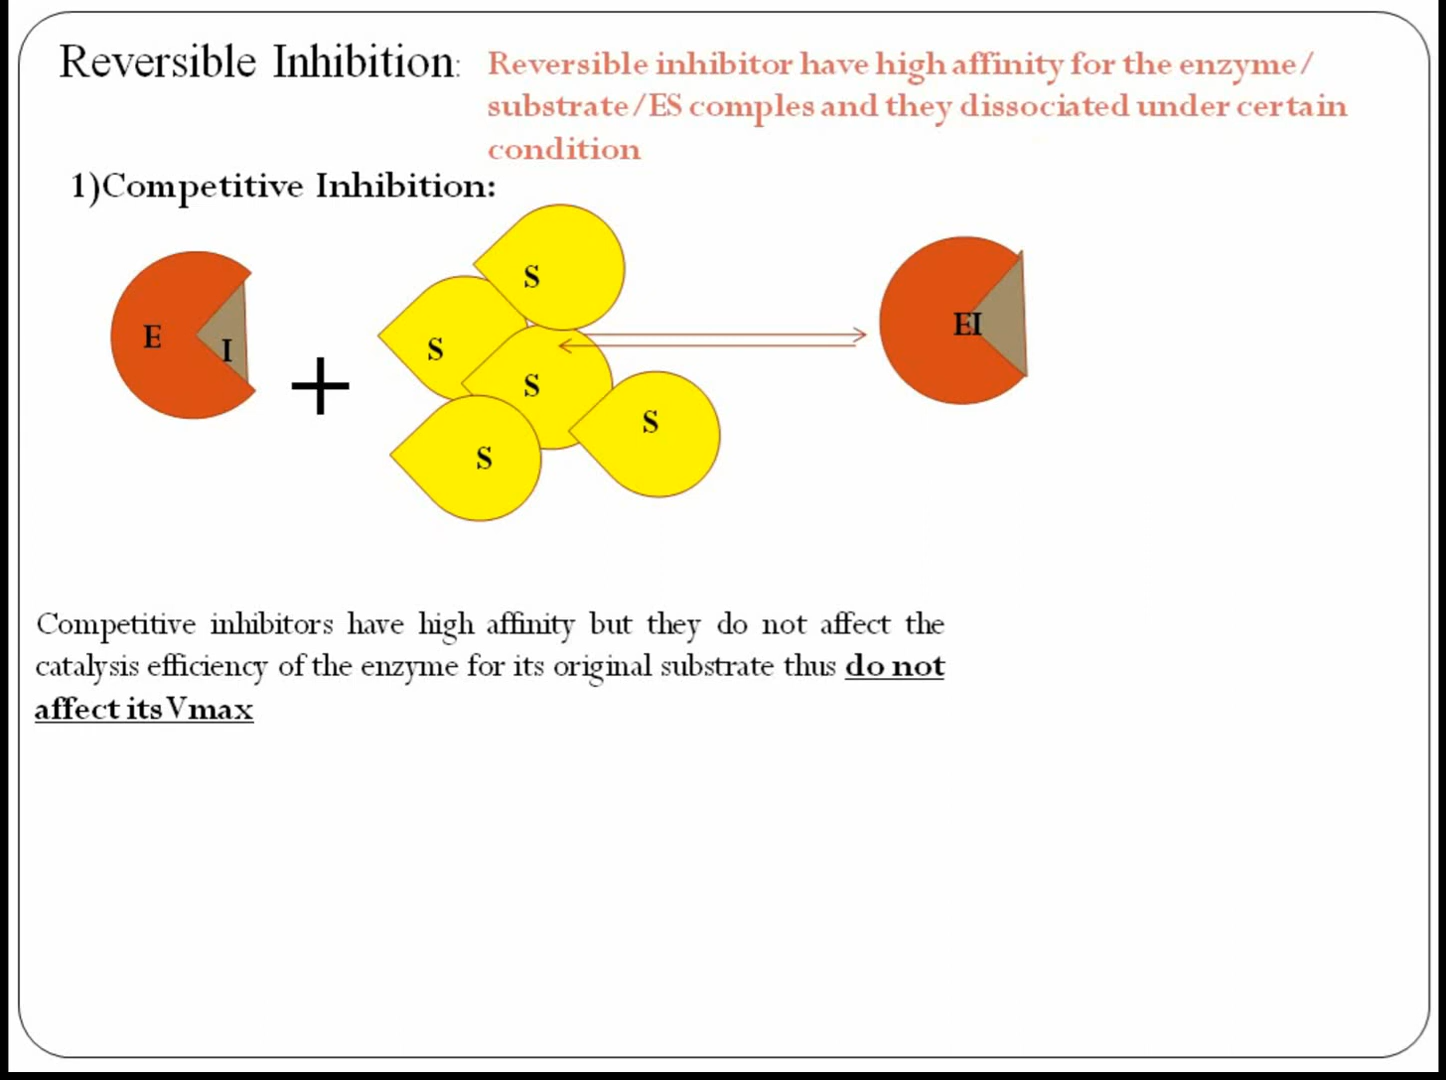 Reversible Inhibition: Reversible inhibitor have high affinity for the enzyme/
substrate/ES comples and they dissociated under certain
condition
1)Competitive Inhibition:
S
E
I
S
S
S
S
EI
Competitive inhibitors have high affinity but they do not affect the
catalysis efficiency of the enzyme for its original substrate thus do not
affect its Vmax